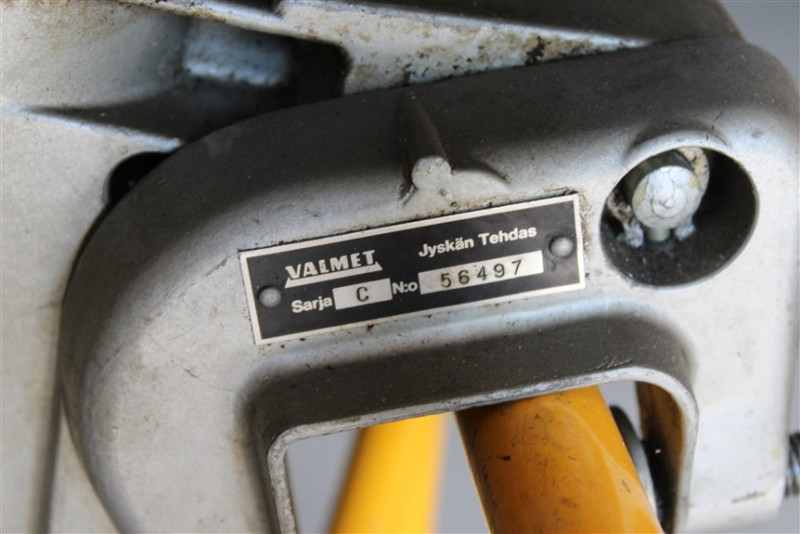 VALMET Jyskän Tehdas
Sarja C N:o 56497